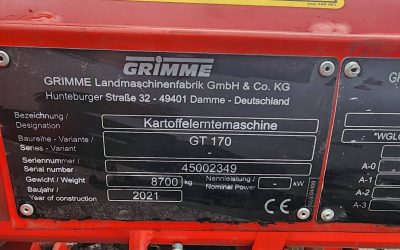 GRIMME
GRIMME Landmaschinenfabrik GmbH & Co. KG
Hunteburger Straße 32 - 49401 Damme - Deutschland
Bezeichnung /
Designation
Kartoffelerntemaschine
Baureihe - Variante /
Series - Variant
GT 170
Seriennummer /
Serial number
45002349
Gewicht / Weight
8700 kg
Nennleistung /
Nominal Power
- kW
Baujahr /
Year of construction
2021
CE
"WGLO
A-0
A-1
A-2
A-3